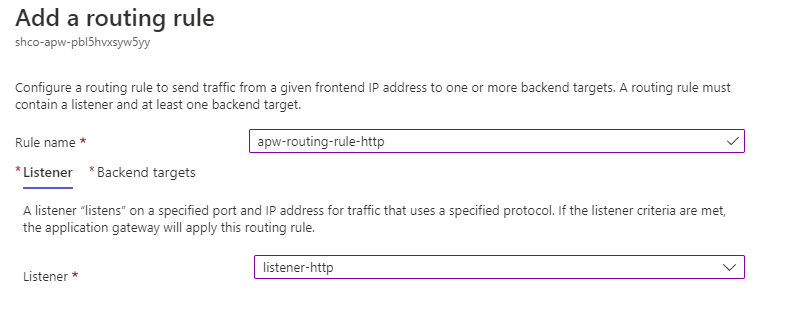 Add a routing rule
shco-apw-pbl5hvxsyw5yy
Configure a routing rule to send traffic from a given frontend IP address to one or more backend targets. A routing rule must
contain a listener and at least one backend target.
Rule name * apw-routing-rule-http
* Listener * Backend targets
A listener “listens” on a specified port and IP address for traffic that uses a specified protocol. If the listener criteria are met,
the application gateway will apply this routing rule.
Listener * listener-http